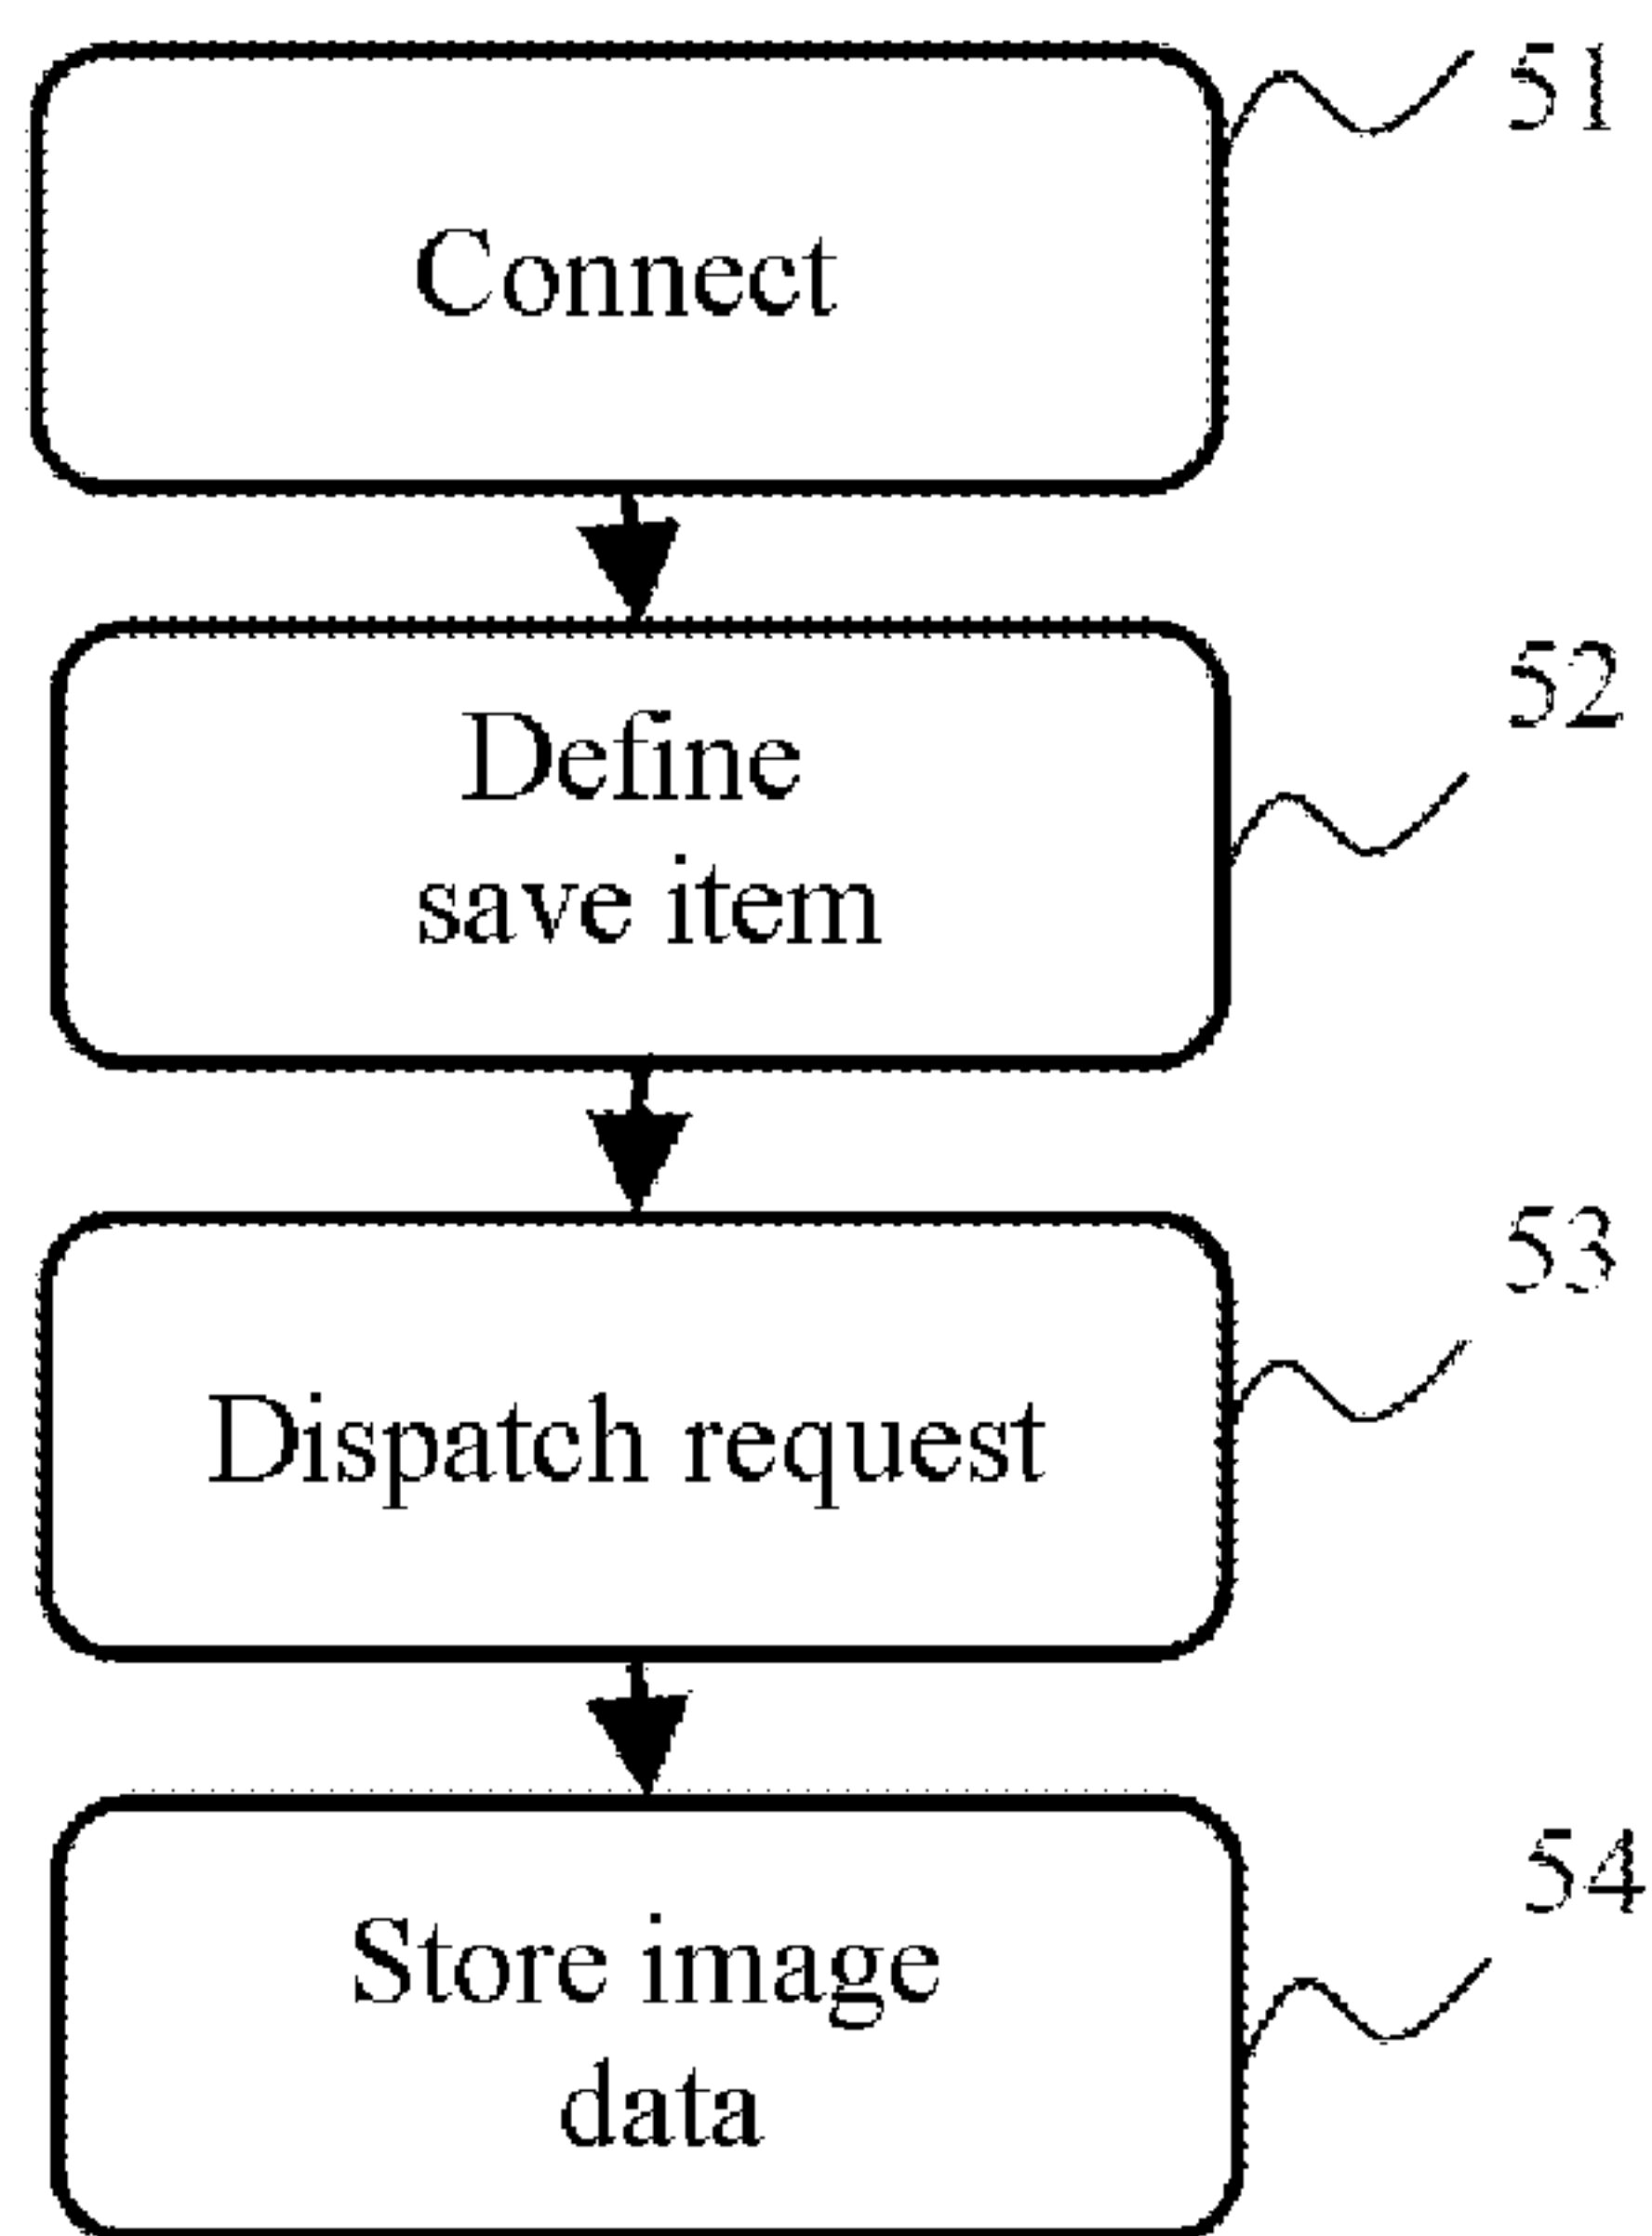 51
Connect
52
Define
save item
53
Dispatch request
54
Store image
data